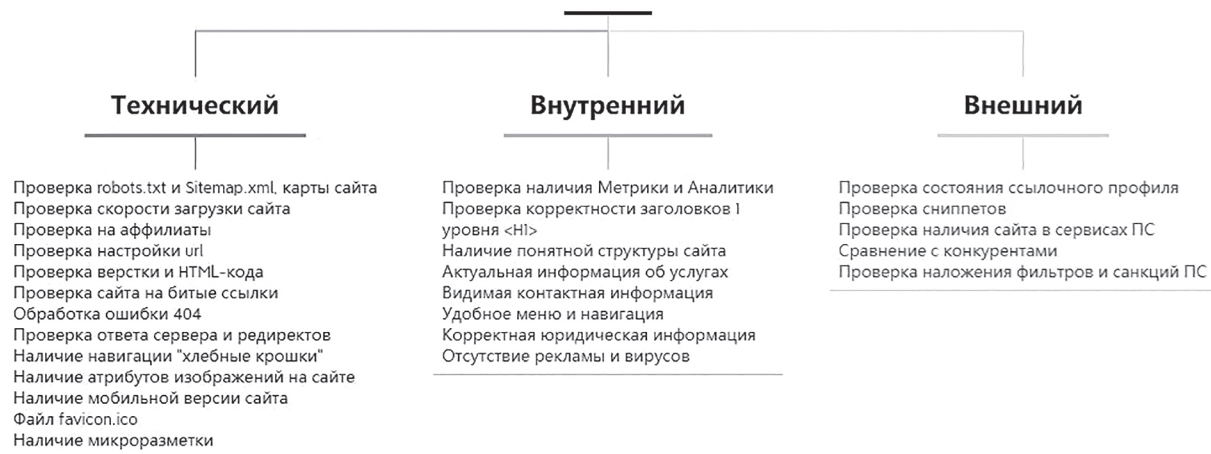 Технический
Проверка robots.txt и Sitemap.xml, карты сайта
Проверка скорости загрузки сайта
Проверка на аффилиаты
Проверка настройки url
Проверка верстки и HTML-кода
Проверка сайта на битые ссылки
Обработка ошибки 404
Проверка ответа сервера и редиректов
Наличие навигации "хлебные крошки"
Наличие атрибутов изображений на сайте
Наличие мобильной версии сайта
Файл favicon.ico
Наличие микроразметки
Внутренний
Проверка наличия Метрики и Аналитики
Проверка корректности заголовков 1
уровня <H1>
Наличие понятной структуры сайта
Актуальная информация об услугах
Видимая контактная информация
Удобное меню и навигация
Корректная юридическая информация
Отсутствие рекламы и вирусов
Внешний
Проверка состояния ссылочного профиля
Проверка сниппетов
Проверка наличия сайта в сервисах ПС
Сравнение с конкурентами
Проверка наложения фильтров и санкций ПС